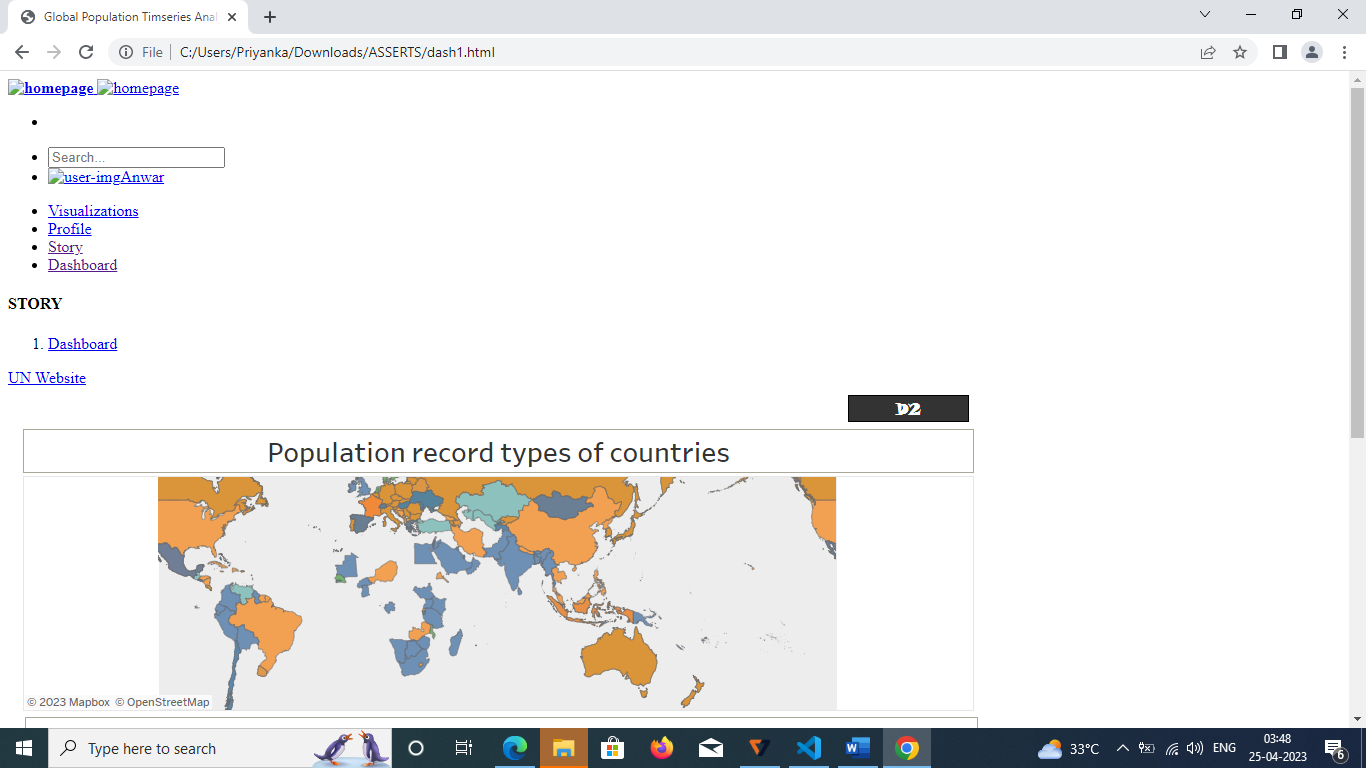 Global Population Timseries Anal
File
C:/Users/Priyanka/Downloads/ASSERTS/dash1.html
homepage homepage
Search...
user-imgAnwar
Visualizations
Profile
Story
Dashboard
STORY
1. Dashboard
UN Website
D2
Population record types of countries
© 2023 Mapbox © OpenStreetMap
Type here to search
33°C
ENG
03:48
25-04-2023
6